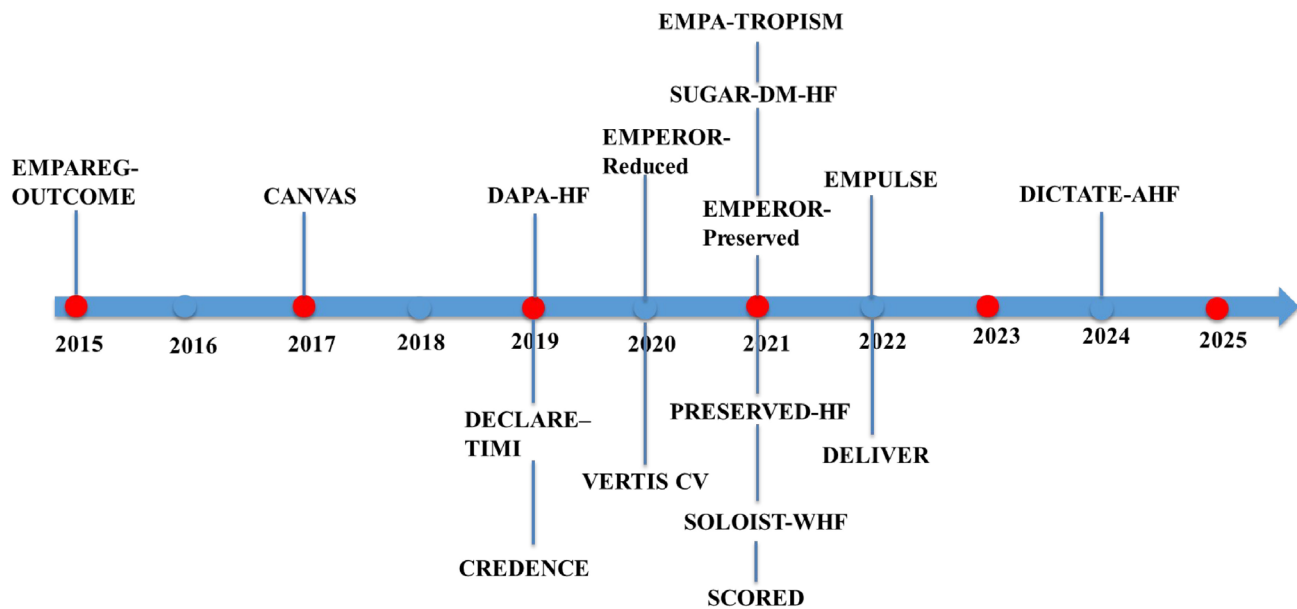 EMPA-TROPISM
SUGAR-DM-HF
EMPEROR-
Reduced
EMPAREG-
OUTCOME
CANVAS
DAPA-HF
EMPEROR-
Preserved
EMPULSE
DICTATE-AHF
2015
2016
2017
2018
2019
2020
2021
2022
2023
2024
2025
DECLARE–
TIMI
VERTIS CV
PRESERVED-HF
DELIVER
SOLOIST-WHF
CREDENCE
SCORED